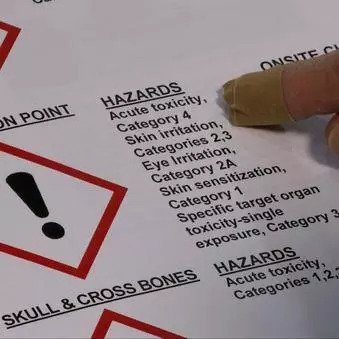 ONSITE
ON POINT
HAZARDS
Acute toxicity,
Category 4
Skin irritation,
Categories 2,3
Eye Irritation,
Category 2A
Skin sensitization,
Category 1
Specific target organ
toxicity-single
exposure, Category 3
SKULL & CROSS BONES
HAZARDS
Acute toxicity,
Categories 1,2,3